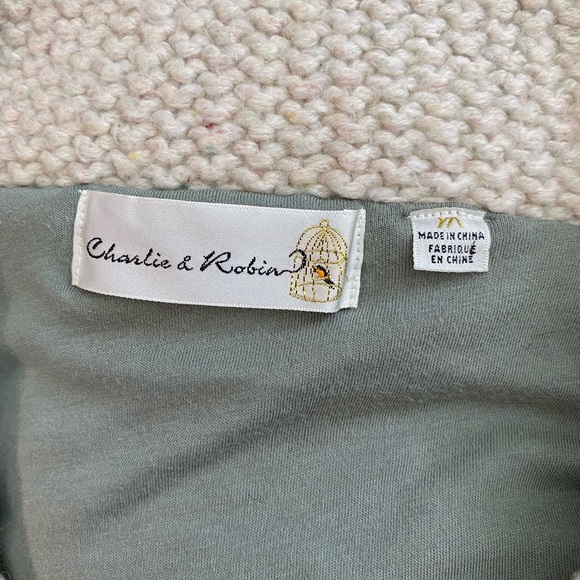 Charlie & Robin
m
MADE IN CHINA
FABRIQUÉ
EN CHINE